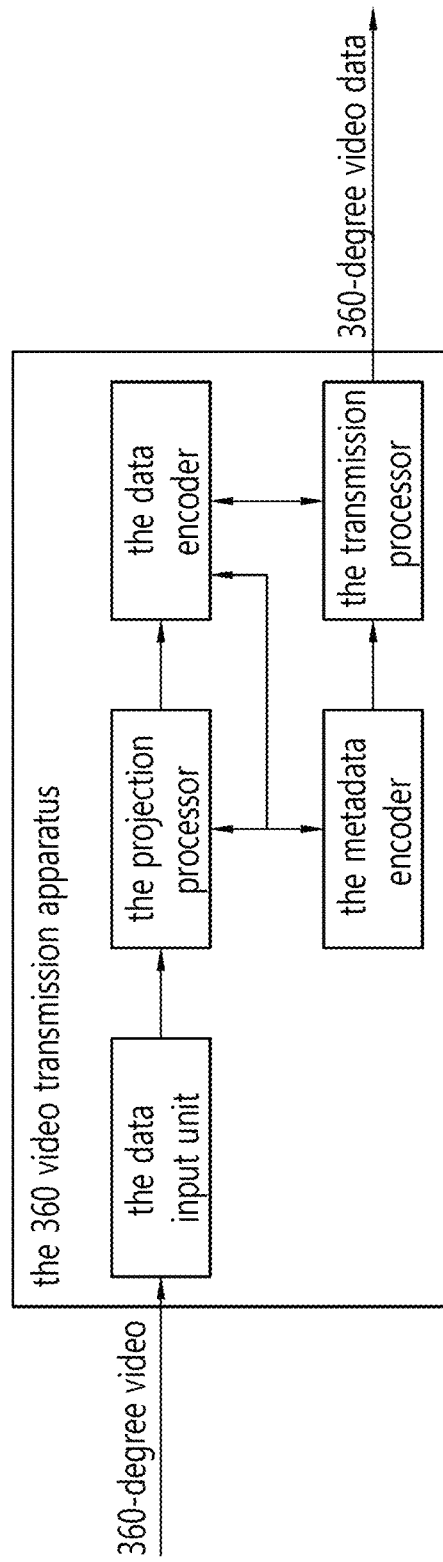 360-degree video
the 360 video transmission apparatus
the data
input unit
the projection
processor
the data
encoder
the metadata
encoder
the transmission
processor
360-degree video data